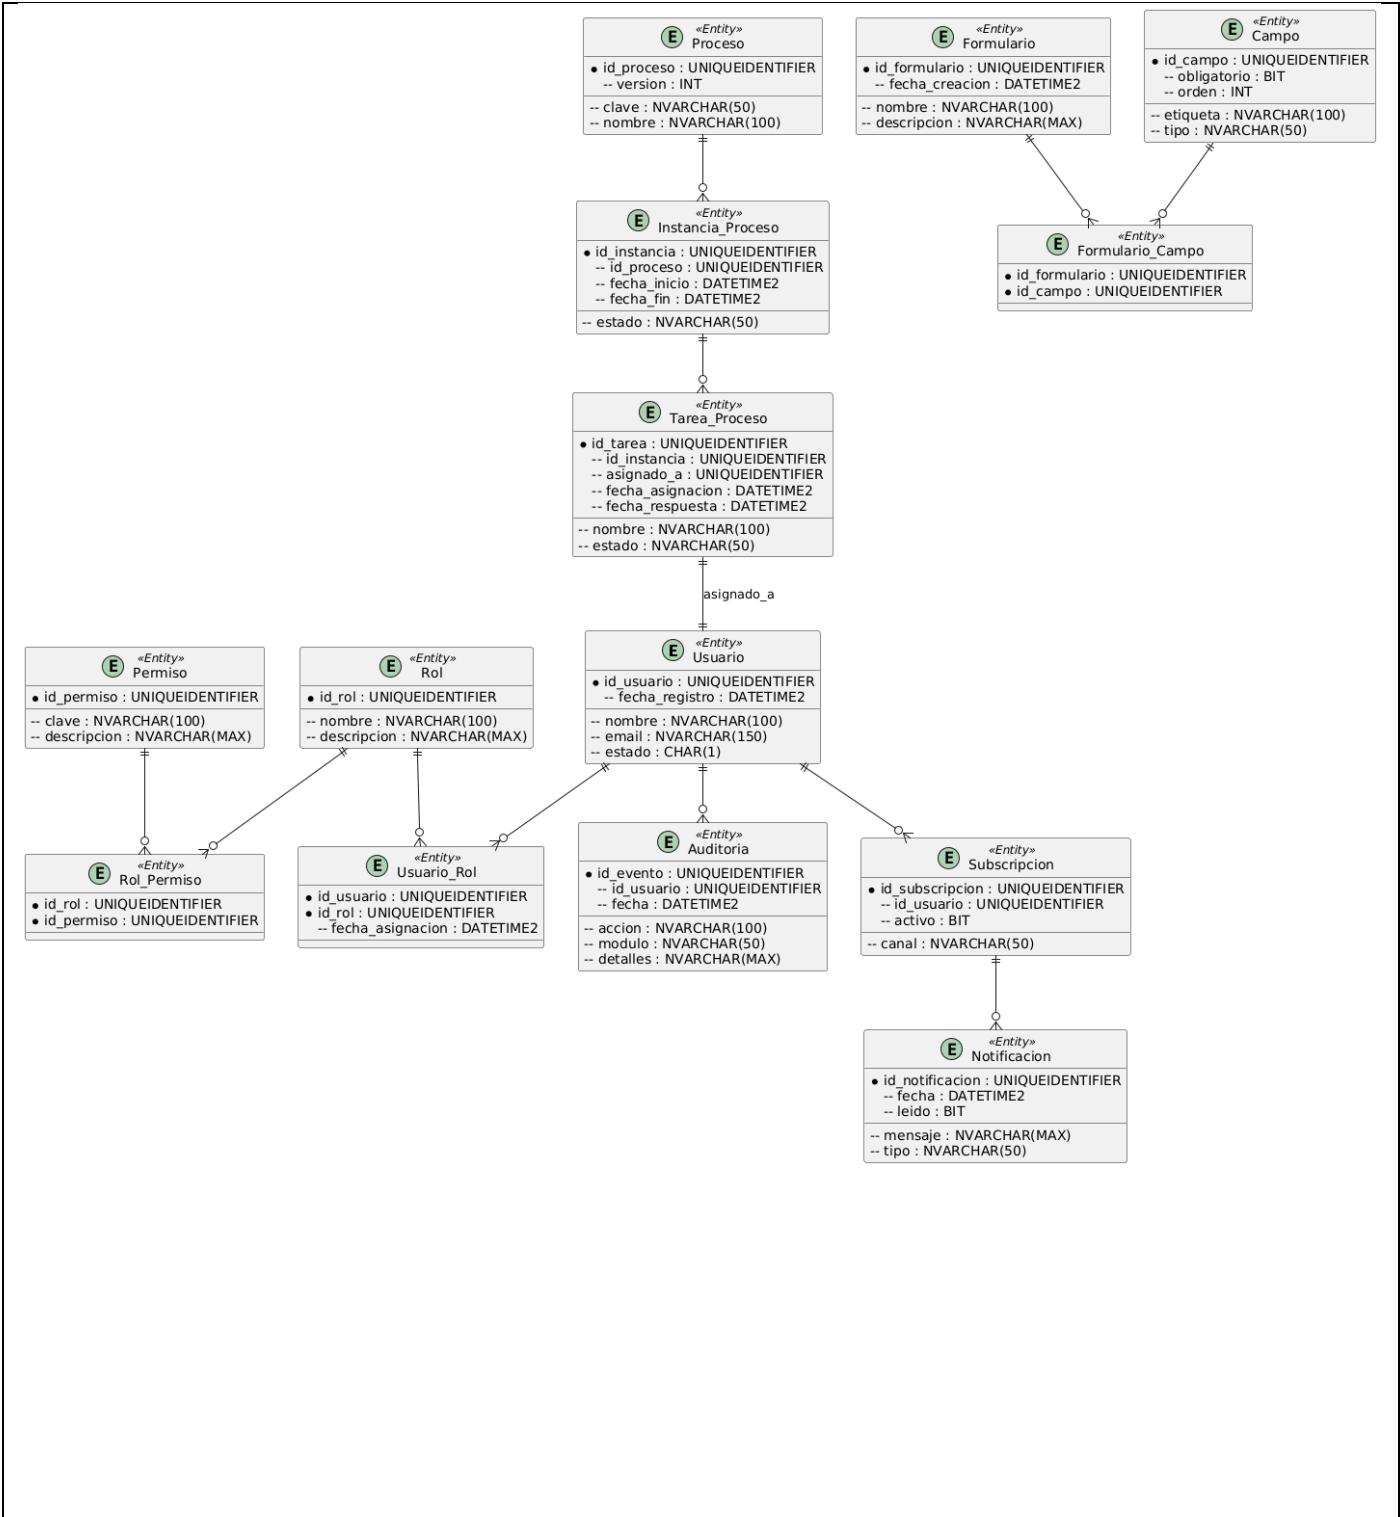 E «Entity»
Proceso
id_proceso : UNIQUEIDENTIFIER
-- version : INT
-- clave : NVARCHAR(50)
-- nombre : NVARCHAR(100)
E «Entity»
Formulario
id_formulario : UNIQUEIDENTIFIER
-- fecha_creacion : DATETIME2
-- nombre : NVARCHAR(100)
-- descripcion : NVARCHAR(MAX)
E «Entity»
Campo
id_campo : UNIQUEIDENTIFIER
-- obligatorio : BIT
-- orden : INT
-- etiqueta : NVARCHAR(100)
-- tipo : NVARCHAR(50)
E «Entity»
Instancia_Proceso
id_instancia : UNIQUEIDENTIFIER
-- id_proceso : UNIQUEIDENTIFIER
-- fecha_inicio : DATETIME2
-- fecha_fin : DATETIME2
-- estado : NVARCHAR(50)
E «Entity»
Formulario_Campo
id_formulario : UNIQUEIDENTIFIER
id_campo : UNIQUEIDENTIFIER
E «Entity»
Tarea_Proceso
id_tarea : UNIQUEIDENTIFIER
-- id_instancia : UNIQUEIDENTIFIER
-- asignado_a : UNIQUEIDENTIFIER
-- fecha_asignacion : DATETIME2
-- fecha_respuesta : DATETIME2
-- nombre : NVARCHAR(100)
-- estado : NVARCHAR(50)
asignado_a
E «Entity»
Permiso
id_permiso : UNIQUEIDENTIFIER
-- clave : NVARCHAR(100)
-- descripcion : NVARCHAR(MAX)
E «Entity»
Rol
id_rol : UNIQUEIDENTIFIER
-- nombre : NVARCHAR(100)
-- descripcion : NVARCHAR(MAX)
E «Entity»
Usuario
id_usuario : UNIQUEIDENTIFIER
-- fecha_registro : DATETIME2
-- nombre : NVARCHAR(100)
-- email : NVARCHAR(150)
-- estado : CHAR(1)
E «Entity»
Rol_Permiso
id_rol : UNIQUEIDENTIFIER
id_permiso : UNIQUEIDENTIFIER
E «Entity»
Usuario_Rol
id_usuario : UNIQUEIDENTIFIER
id_rol : UNIQUEIDENTIFIER
-- fecha_asignacion : DATETIME2
E «Entity»
Auditoria
id_evento : UNIQUEIDENTIFIER
-- id_usuario : UNIQUEIDENTIFIER
-- fecha : DATETIME2
-- accion : NVARCHAR(100)
-- modulo : NVARCHAR(50)
-- detalles : NVARCHAR(MAX)
E «Entity»
Subscripcion
id_subscripcion : UNIQUEIDENTIFIER
-- id_usuario : UNIQUEIDENTIFIER
-- activo : BIT
-- canal : NVARCHAR(50)
E «Entity»
Notificacion
id_notificacion : UNIQUEIDENTIFIER
-- fecha : DATETIME2
-- leido : BIT
-- mensaje : NVARCHAR(MAX)
-- tipo : NVARCHAR(50)